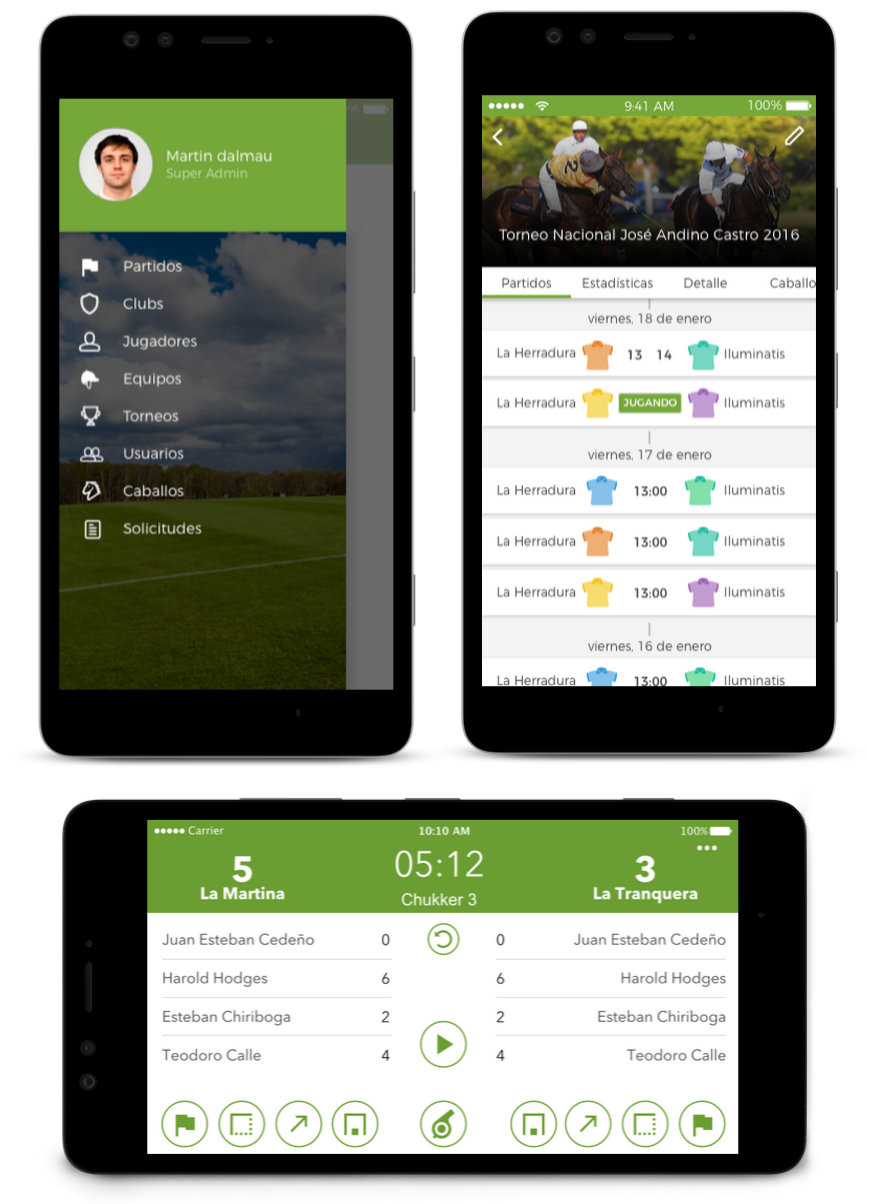 %
Martin dalmau
Super Admin
Partidos
Clubs
Jugadores
Equipos
Torneos
Usuarios
Caballos
Solicitudes
9:41 AM 100%
2
Torneo Nacional José Andino Castro 2016
Partidos Estadísticas Detalle Caballo
viernes, 18 de enero
La Herradura 13 14 Iluminatis
La Herradura JUGANDO Iluminatis
viernes, 17 de enero
La Herradura 13:00 Iluminatis
La Herradura 13:00 Iluminatis
La Herradura 13:00 Iluminatis
viernes, 16 de enero
La Herradura 13:00 Iluminatis
Carrier 10:10 AM 100%
5 05:12 3
La Martina Chukker 3 La Tranquera
Juan Esteban Cedeño 0 0 Juan Esteban Cedeño
Harold Hodges 6 6 Harold Hodges
Esteban Chiriboga 2 2 Esteban Chiriboga
Teodoro Calle 4 4 Teodoro Calle